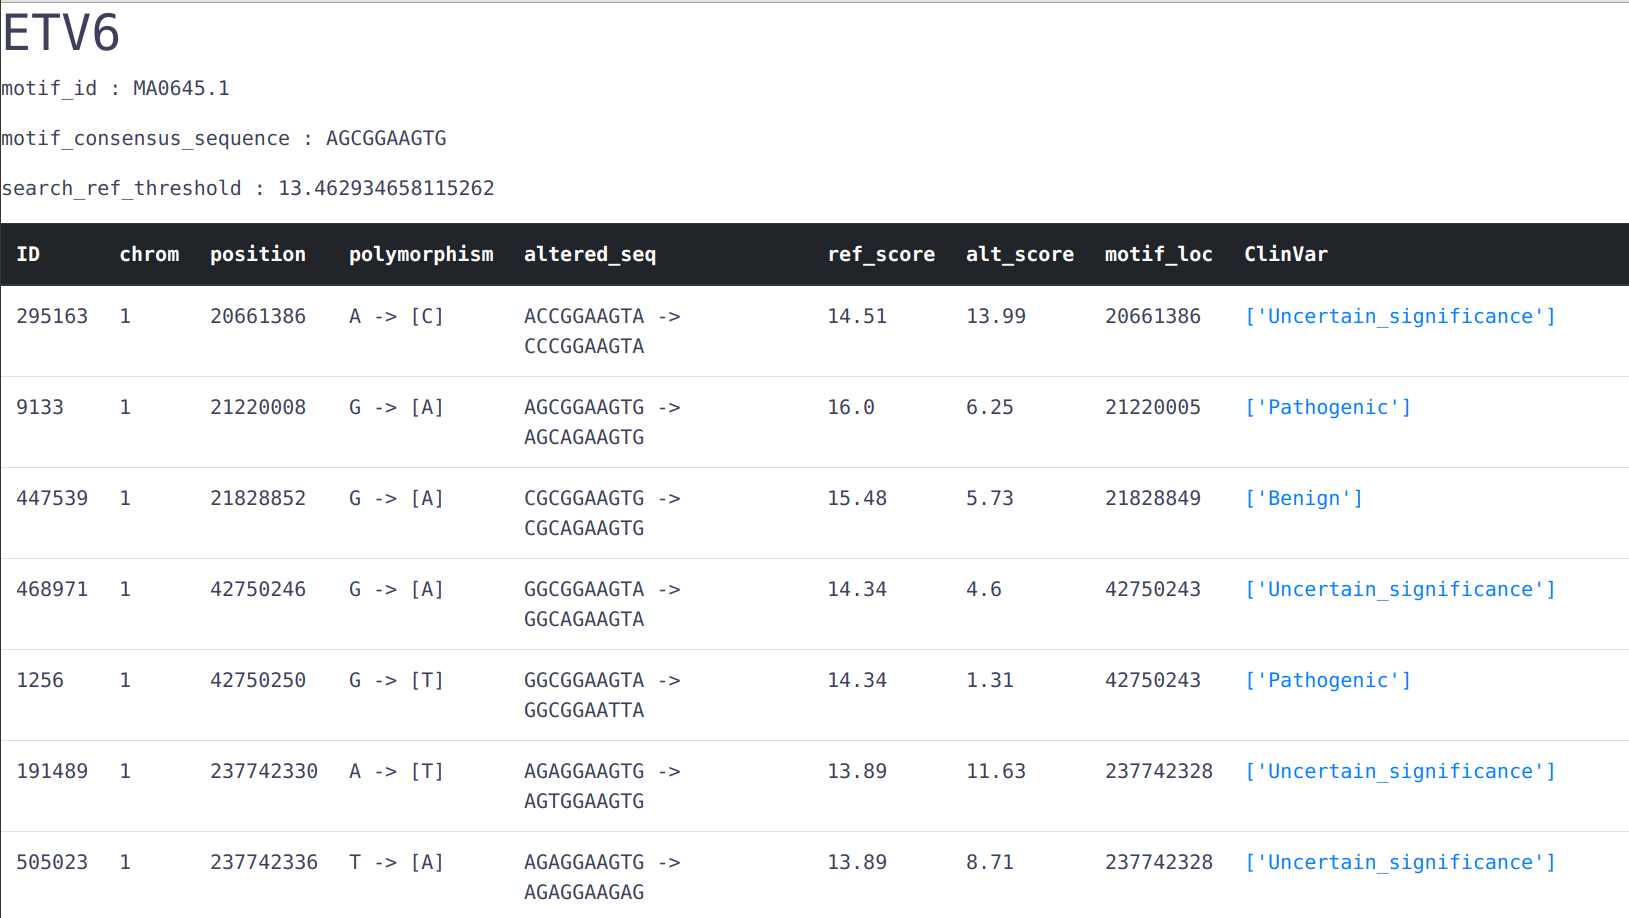 ETV6
motif_id : MA0645.1
motif_consensus_sequence : AGCGGAAGTG
search_ref_threshold : 13.462934658115262
ID chrom position polymorphism altered_seq ref_score alt_score motif_loc ClinVar
295163 1 20661386 A -> [C] ACCGGAAGTA -> 14.51 13.99 20661386 ['Uncertain_significance']
CCCGGAAGTA
9133 1 21220008 G -> [A] AGCGGAAGTG -> 16.0 6.25 21220005 ['Pathogenic']
AGCAGAAGTG
447539 1 21828852 G -> [A] CGCGGAAGTG -> 15.48 5.73 21828849 ['Benign']
CGCAGAAGTG
468971 1 42750246 G -> [A] GGCGGAAGTA -> 14.34 4.6 42750243 ['Uncertain_significance']
GGCAGAAGTA
1256 1 42750250 G -> [T] GGCGGAAGTA -> 14.34 1.31 42750243 ['Pathogenic']
GGCGGAATTA
191489 1 237742330 A -> [T] AGAGGAAGTG -> 13.89 11.63 237742328 ['Uncertain_significance']
AGTGGAAGTG
505023 1 237742336 T -> [A] AGAGGAAGTG -> 13.89 8.71 237742328 ['Uncertain_significance']
AGAGGAAGAG